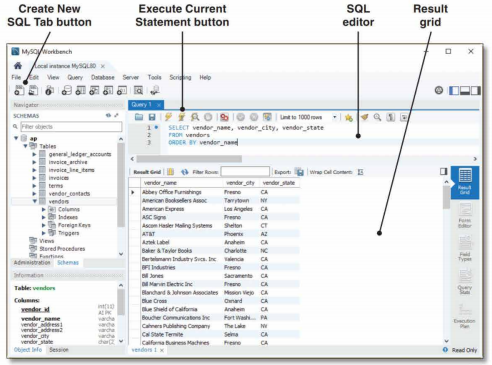 Create New
SQL Tab button
Execute Current
Statement button
SQL
editor
Result
grid
MySQL Workbench
Local instance MySQL80 ×
File Edit View Query Database Server Tools Scripting Help
Navigator
SCHEMAS
Filter objects
ap
Tables
general_ledger_accounts
invoice_archive
invoice_line_items
invoices
terms
vendor_contacts
vendors
Columns
Indexes
Foreign Keys
Triggers
Views
Stored Procedures
Functions
Administration Schemas
Information
Table: vendors
Columns:
vendor_id int(11)
AI PK
vendor_name varcha
vendor_address1 varcha
vendor_address2 varcha
vendor_city varcha
vendor_state char(2
Object Info Session
Query 1 ×
Limit to 1000 rows
1 SELECT vendor_name, vendor_city, vendor_state
2 FROM vendors
3 ORDER BY vendor_name
Result Grid Filter Rows: Export: Wrap Cell Content:
vendor_name vendor_city vendor_state
Abbey Office Furnishings Fresno CA
American Booksellers Assoc Tarrytown NY
American Express Los Angeles CA
ASC Signs Fresno CA
Ascom Hasler Mailing Systems Shelton CT
AT&T Phoenix AZ
Aztek Label Anaheim CA
Baker & Taylor Books Charlotte NC
Bertelsmann Industry Svcs. Inc Valencia CA
BFI Industries Fresno CA
Bill Jones Sacramento CA
Bill Marvin Electric Inc Fresno CA
Blanchard & Johnson Associates Mission Viejo CA
Blue Cross Oxnard CA
Blue Shield of California Anaheim CA
Boucher Communications Inc Fort Washi... PA
Cahners Publishing Company The Lake NV
Cal State Termite Selma CA
California Business Machines Fresno CA
Result
Grid
Form
Editor
Field
Types
Query
Stats
Execution
Plan
vendors 1 ×
Read Only